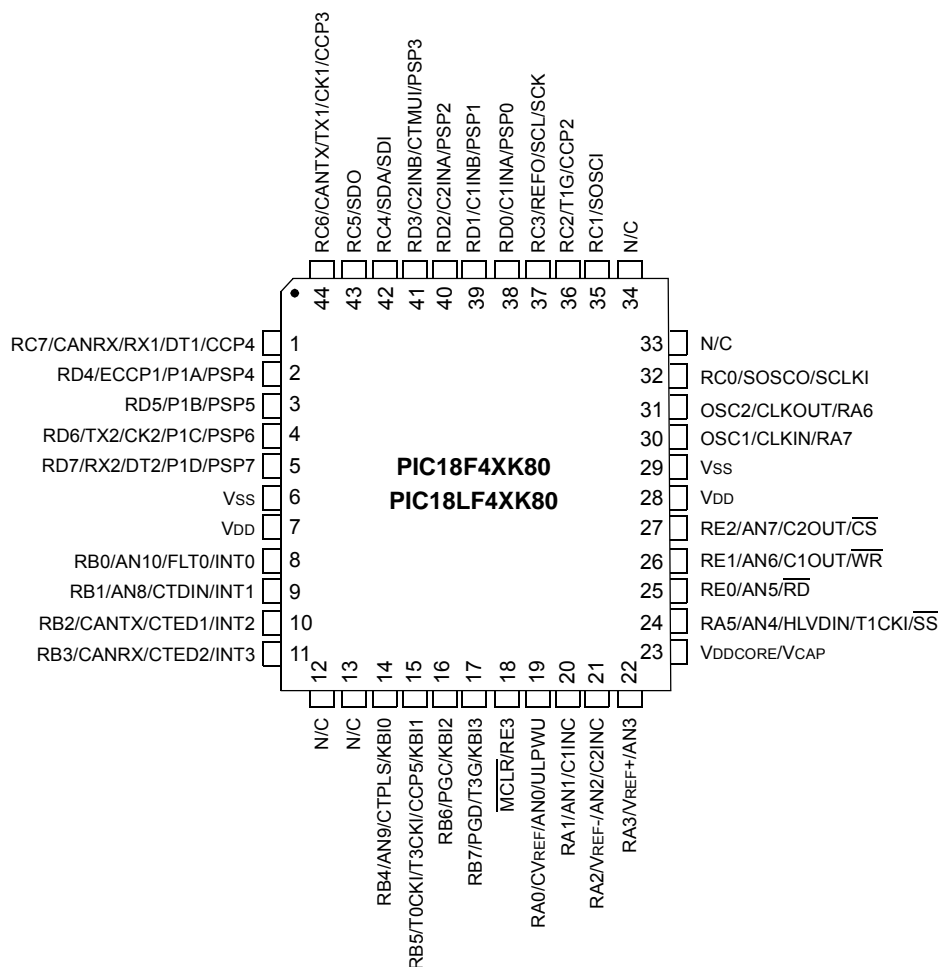 RC6/CANTX/TX1/CK1/CCP3
RC5/SDO
RC4/SDA/SDI
RD3/C2INB/CTMUI/PSP3
RD2/C2INA/PSP2
RD1/C1INB/PSP1
RD0/C1INA/PSP0
RC3/REFO/SCL/SCK
RC2/T1G/CCP2
RC1/SOSCI
N/C
44
43
42
41
40
39
38
37
36
35
34
RC7/CANRX/RX1/DT1/CCP4 1
RD4/ECCP1/P1A/PSP4 2
RD5/P1B/PSP5 3
RD6/TX2/CK2/P1C/PSP6 4
RD7/RX2/DT2/P1D/PSP7 5
VSS 6
VDD 7
RB0/AN10/FLT0/INT0 8
RB1/AN8/CTDIN/INT1 9
RB2/CANTX/CTED1/INT2 10
RB3/CANRX/CTED2/INT3 11
PIC18F4XK80
PIC18LF4XK80
33 N/C
32 RC0/SOSCO/SCLKI
31 OSC2/CLKOUT/RA6
30 OSC1/CLKIN/RA7
29 VSS
28 VDD
27 RE2/AN7/C2OUT/CS
26 RE1/AN6/C1OUT/WR
25 RE0/AN5/RD
24 RA5/AN4/HLVDIN/T1CKI/SS
23 VDDCORE/VCAP
12
13
14
15
16
17
18
19
20
21
22
N/C
N/C
RB4/AN9/CTPLS/KBI0
RB5/T0CKI/T3CKI/CCP5/KBI1
RB6/PGC/KBI2
RB7/PGD/T3G/KBI3
MCLR/RE3
RA0/CVREF/AN0/ULPWU
RA1/AN1/C1INC
RA2/VREF-/AN2/C2INC
RA3/VREF+/AN3